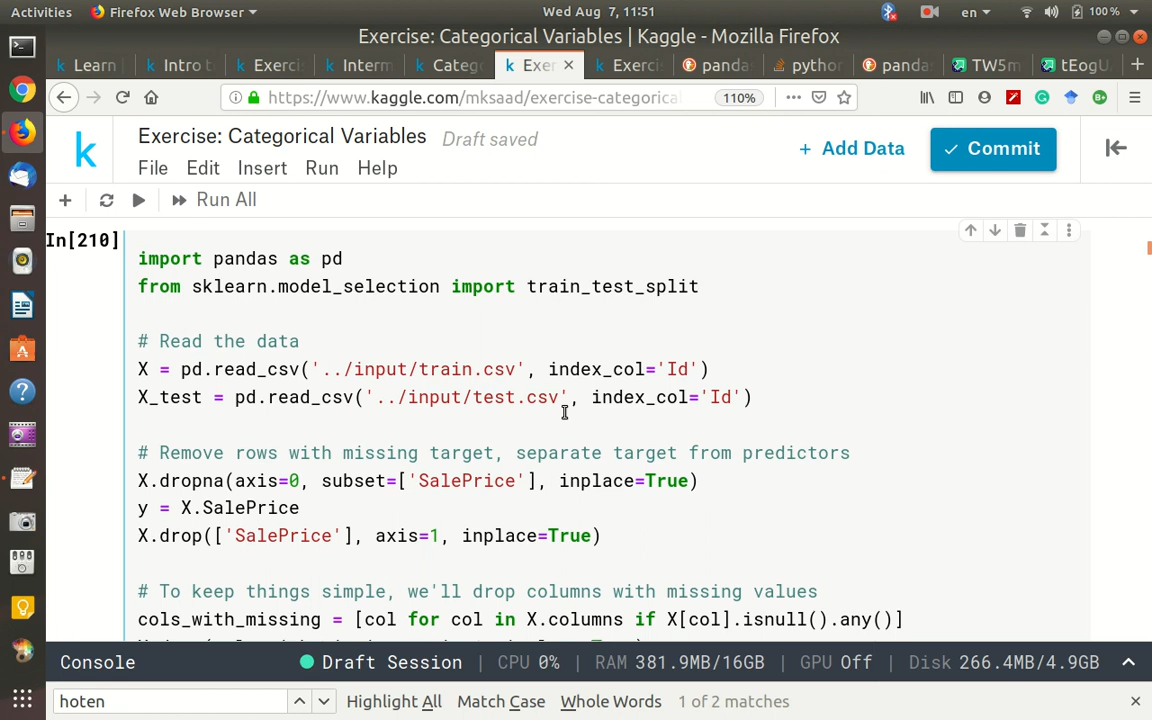 Activities Firefox Web Browser Wed Aug 7, 11:51 en 100%
Exercise: Categorical Variables | Kaggle - Mozilla Firefox
Learn Intro t Exerci Interm Catego Exer Exerci panda python panda TW5m tEogU
https://www.kaggle.com/mksaad/exercise-categorica 110%
k Exercise: Categorical Variables Draft saved
+ Add Data Commit
File Edit Insert Run Help
Run All
In[210]
import pandas as pd
from sklearn.model_selection import train_test_split
# Read the data
X = pd.read_csv('../input/train.csv', index_col='Id')
X_test = pd.read_csv('../input/test.csv', index_col='Id')
# Remove rows with missing target, separate target from predictors
X.dropna(axis=0, subset=['SalePrice'], inplace=True)
y = X.SalePrice
X.drop(['SalePrice'], axis=1, inplace=True)
# To keep things simple, we'll drop columns with missing values
cols_with_missing = [col for col in X.columns if X[col].isnull().any()]
Console Draft Session | CPU 0% | RAM 381.9MB/16GB | GPU Off | Disk 266.4MB/4.9GB
hoten Highlight All Match Case Whole Words 1 of 2 matches